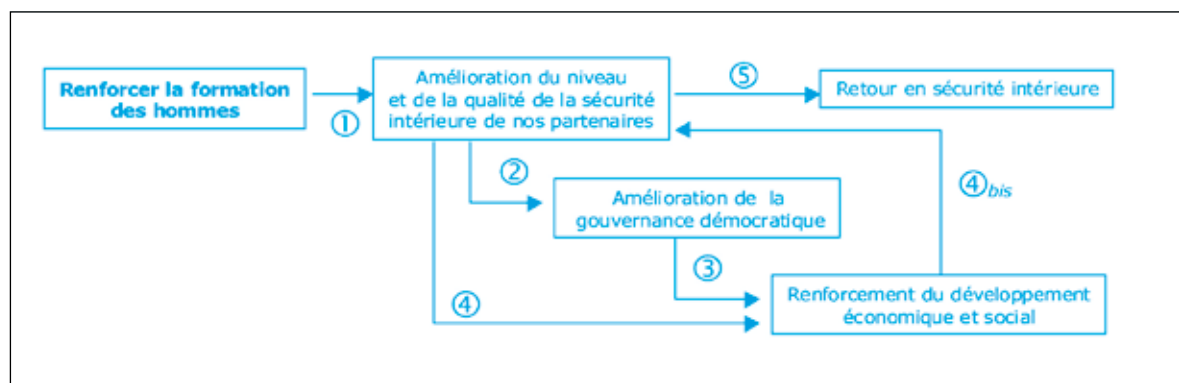 Renforcer la formation
des hommes
①
Amélioration du niveau
et de la qualité de la sécurité
intérieure de nos partenaires
⑤
Retour en sécurité intérieure
②
Amélioration de la
gouvernance démocratique
④bis
③
④
Renforcement du développement
économique et social